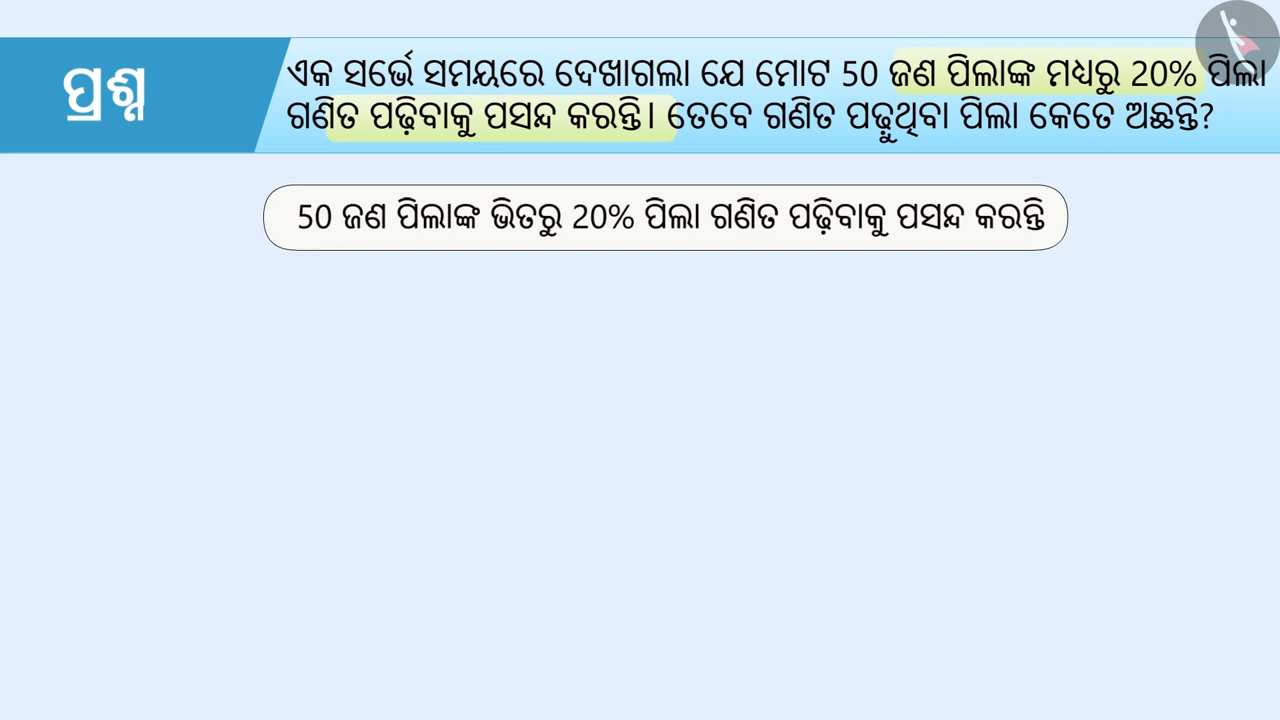 ପ୍ରଶ୍ନ
ଏକ ସର୍ଭେ ସମୟରେ ଦେଖାଗଲା ଯେ ମୋଟ 50 ଜଣ ପିଲାଙ୍କ ମଧ୍ୟରୁ 20% ପିଲା
ଗଣିତ ପଢ଼ିବାକୁ ପସନ୍ଦ କରନ୍ତି। ତେବେ ଗଣିତ ପଢୁଥିବା ପିଲା କେତେ ଅଛନ୍ତି?
50 ଜଣ ପିଲାଙ୍କ ଭିତରୁ 20% ପିଲା ଗଣିତ ପଢ଼ିବାକୁ ପସନ୍ଦ କରନ୍ତି